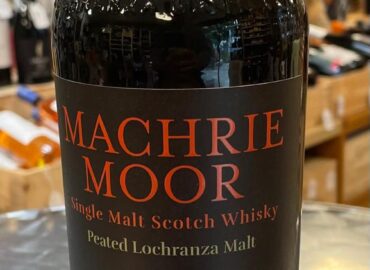 MACHRIE
MOOR
Single Malt Scotch Whisky
Peated Lochranza Malt